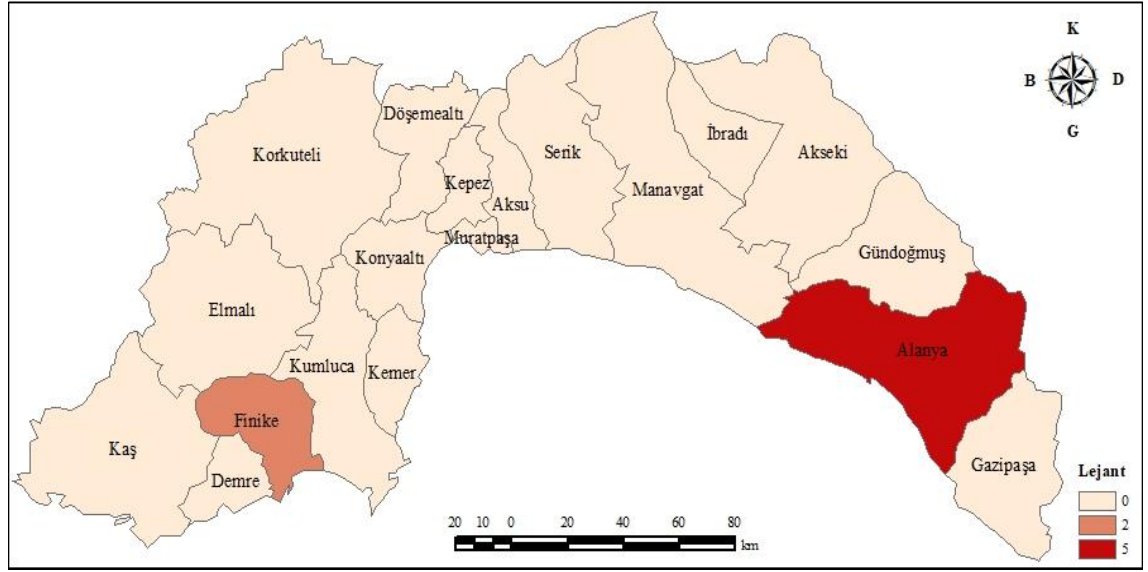 K
B D
G
Döşemealtı
Korkuteli
İbradı
Akseki
Serik
Kepez
Manavgat
Aksu
Muratpaşa
Konyaaltı
Gündoğmuş
Elmalı
Alanya
Kumluca
Kemer
Finike
Kaş
Demre
Gazipaşa
Lejant
0
2
5
20 10 0 20 40 60 80
km